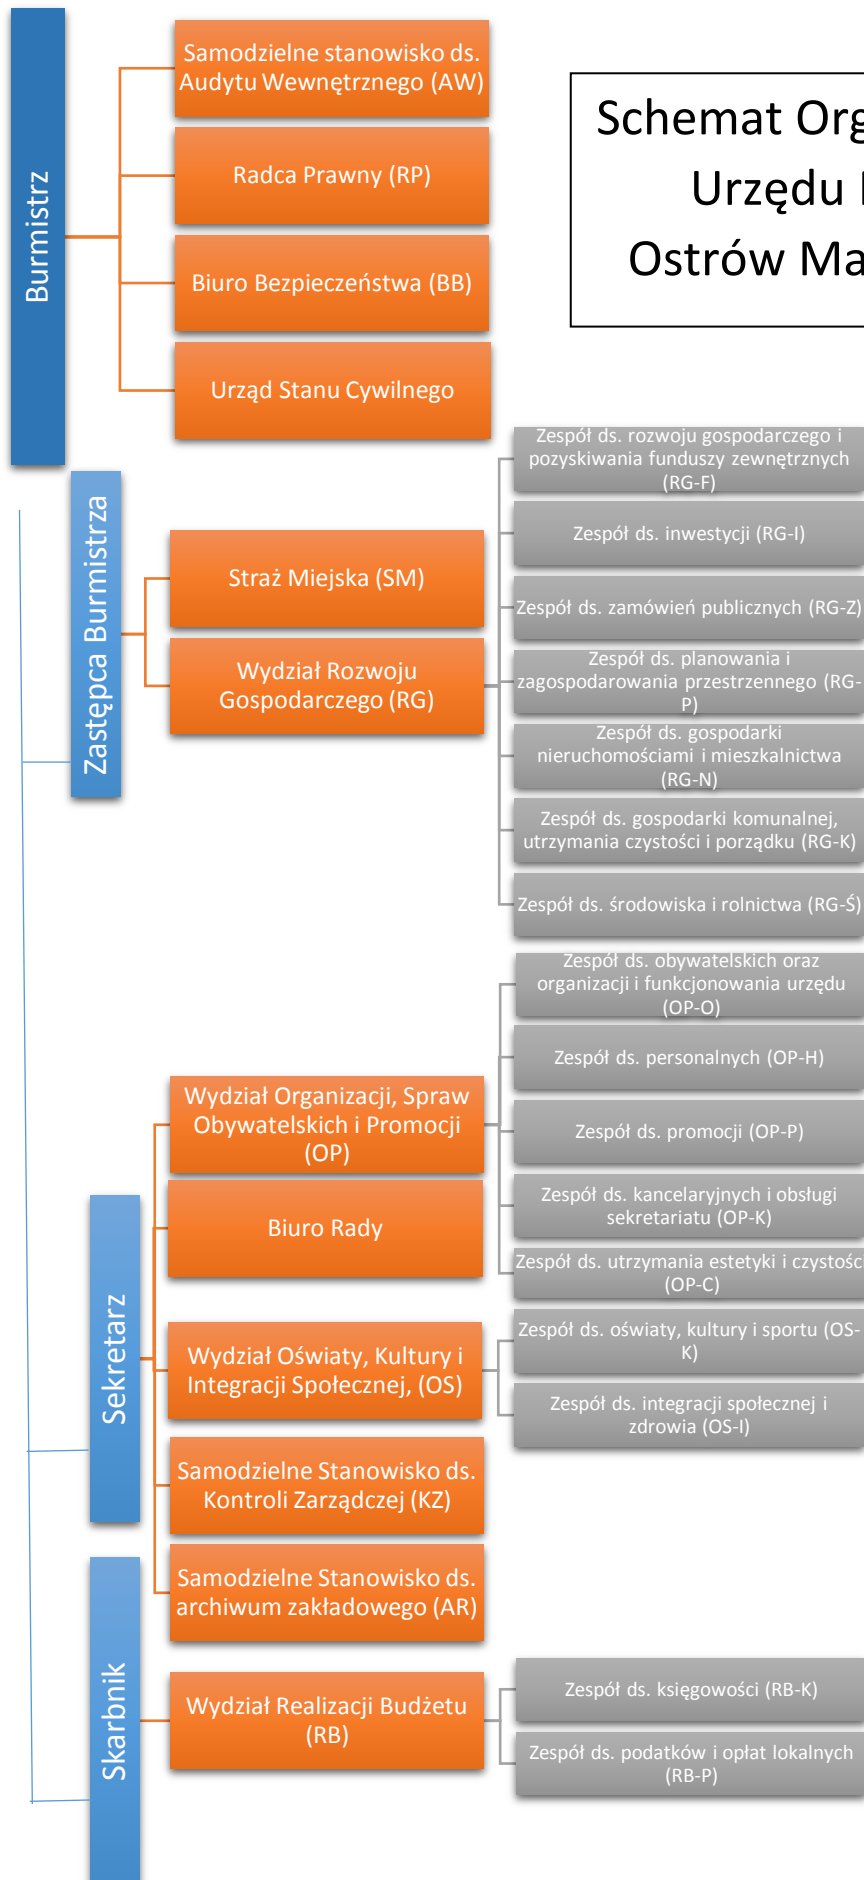 Schemat Org
Urzędu
Ostrów Ma
Burmistrz
Samodzielne stanowisko ds.
Audytu Wewnętrznego (AW)
Radca Prawny (RP)
Biuro Bezpieczeństwa (BB)
Urząd Stanu Cywilnego
Zastępca Burmistrza
Straż Miejska (SM)
Wydział Rozwoju
Gospodarczego (RG)
Zespół ds. rozwoju gospodarczego i
pozyskiwania funduszy zewnętrznych
(RG-F)
Zespół ds. inwestycji (RG-I)
Zespół ds. zamówień publicznych (RG-Z)
Zespół ds. planowania i
zagospodarowania przestrzennego (RG-
P)
Zespół ds. gospodarki
nieruchomościami i mieszkalnictwa
(RG-N)
Zespół ds. gospodarki komunalnej,
utrzymania czystości i porządku (RG-K)
Zespół ds. środowiska i rolnictwa (RG-Ś)
Sekretarz
Wydział Organizacji, Spraw
Obywatelskich i Promocji
(OP)
Zespół ds. obywatelskich oraz
organizacji i funkcjonowania urzędu
(OP-O)
Zespół ds. personalnych (OP-H)
Zespół ds. promocji (OP-P)
Zespół ds. kancelaryjnych i obsługi
sekretariatu (OP-K)
Zespół ds. utrzymania estetyki i czystości
(OP-C)
Biuro Rady
Wydział Oświaty, Kultury i
Integracji Społecznej, (OS)
Zespół ds. oświaty, kultury i sportu (OS-
K)
Zespół ds. integracji społecznej i
zdrowia (OS-I)
Samodzielne Stanowisko ds.
Kontroli Zarządczej (KZ)
Samodzielne Stanowisko ds.
archiwum zakładowego (AR)
Skarbnik
Wydział Realizacji Budżetu
(RB)
Zespół ds. księgowości (RB-K)
Zespół ds. podatków i opłat lokalnych
(RB-P)